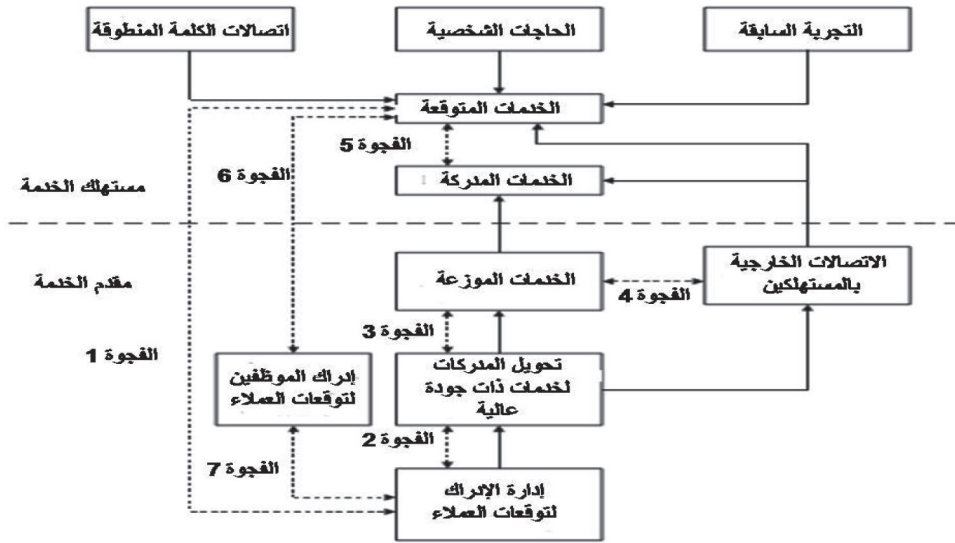 التجربة السابقة
الحاجات الشخصية
اتصالات الكلمة المنطوقة
الخدمات المتوقعة
الفجوة 5
الفجوة 6
الخدمات المدركة
مستهلك الخدمة
مقدم الخدمة
الاتصالات الخارجية
بالمستهلكين
الفجوة 4
الخدمات الموزعة
الفجوة 3
الفجوة 1
تحويل المدركات
لخدمات ذات جودة
عالية
إدراك الموظفين
لتوقعات العملاء
الفجوة 2
الفجوة 7
إدارة الإدراك
لتوقعات العملاء